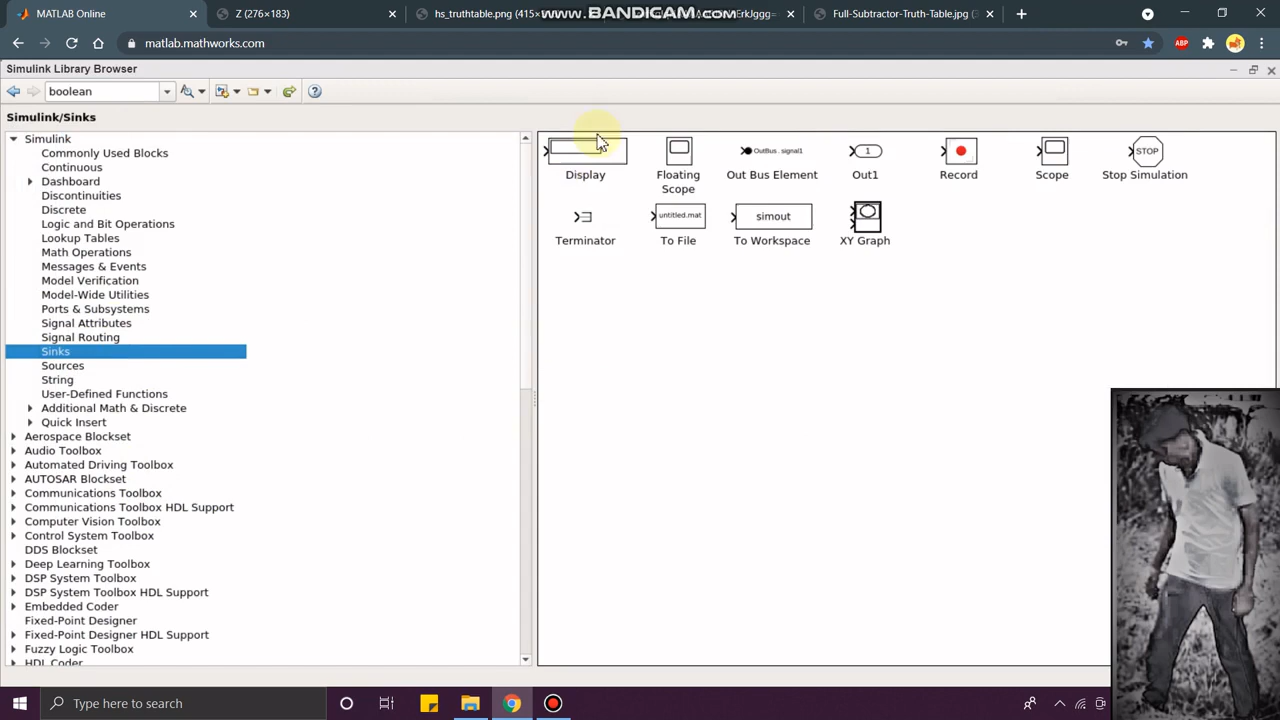 MATLAB Online
Z (276×183)
hs_truthtable.png (415×
ErkJggg=
Full-Subtractor-Truth-Table.jpg (
www.BANDICAM.com
matlab.mathworks.com
ABP
Simulink Library Browser
boolean
Simulink/Sinks
Simulink
Commonly Used Blocks
Continuous
Dashboard
Discontinuities
Discrete
Logic and Bit Operations
Lookup Tables
Math Operations
Messages & Events
Model Verification
Model-Wide Utilities
Ports & Subsystems
Signal Attributes
Signal Routing
Sinks
Sources
String
User-Defined Functions
Additional Math & Discrete
Quick Insert
Aerospace Blockset
Audio Toolbox
Automated Driving Toolbox
AUTOSAR Blockset
Communications Toolbox
Communications Toolbox HDL Support
Computer Vision Toolbox
Control System Toolbox
DDS Blockset
Deep Learning Toolbox
DSP System Toolbox
DSP System Toolbox HDL Support
Embedded Coder
Fixed-Point Designer
Fixed-Point Designer HDL Support
Fuzzy Logic Toolbox
HDL Coder
OutBus . signal1
1
STOP
Display
Floating Scope
Out Bus Element
Out1
Record
Scope
Stop Simulation
untitled.mat
simout
Terminator
To File
To Workspace
XY Graph
Type here to search